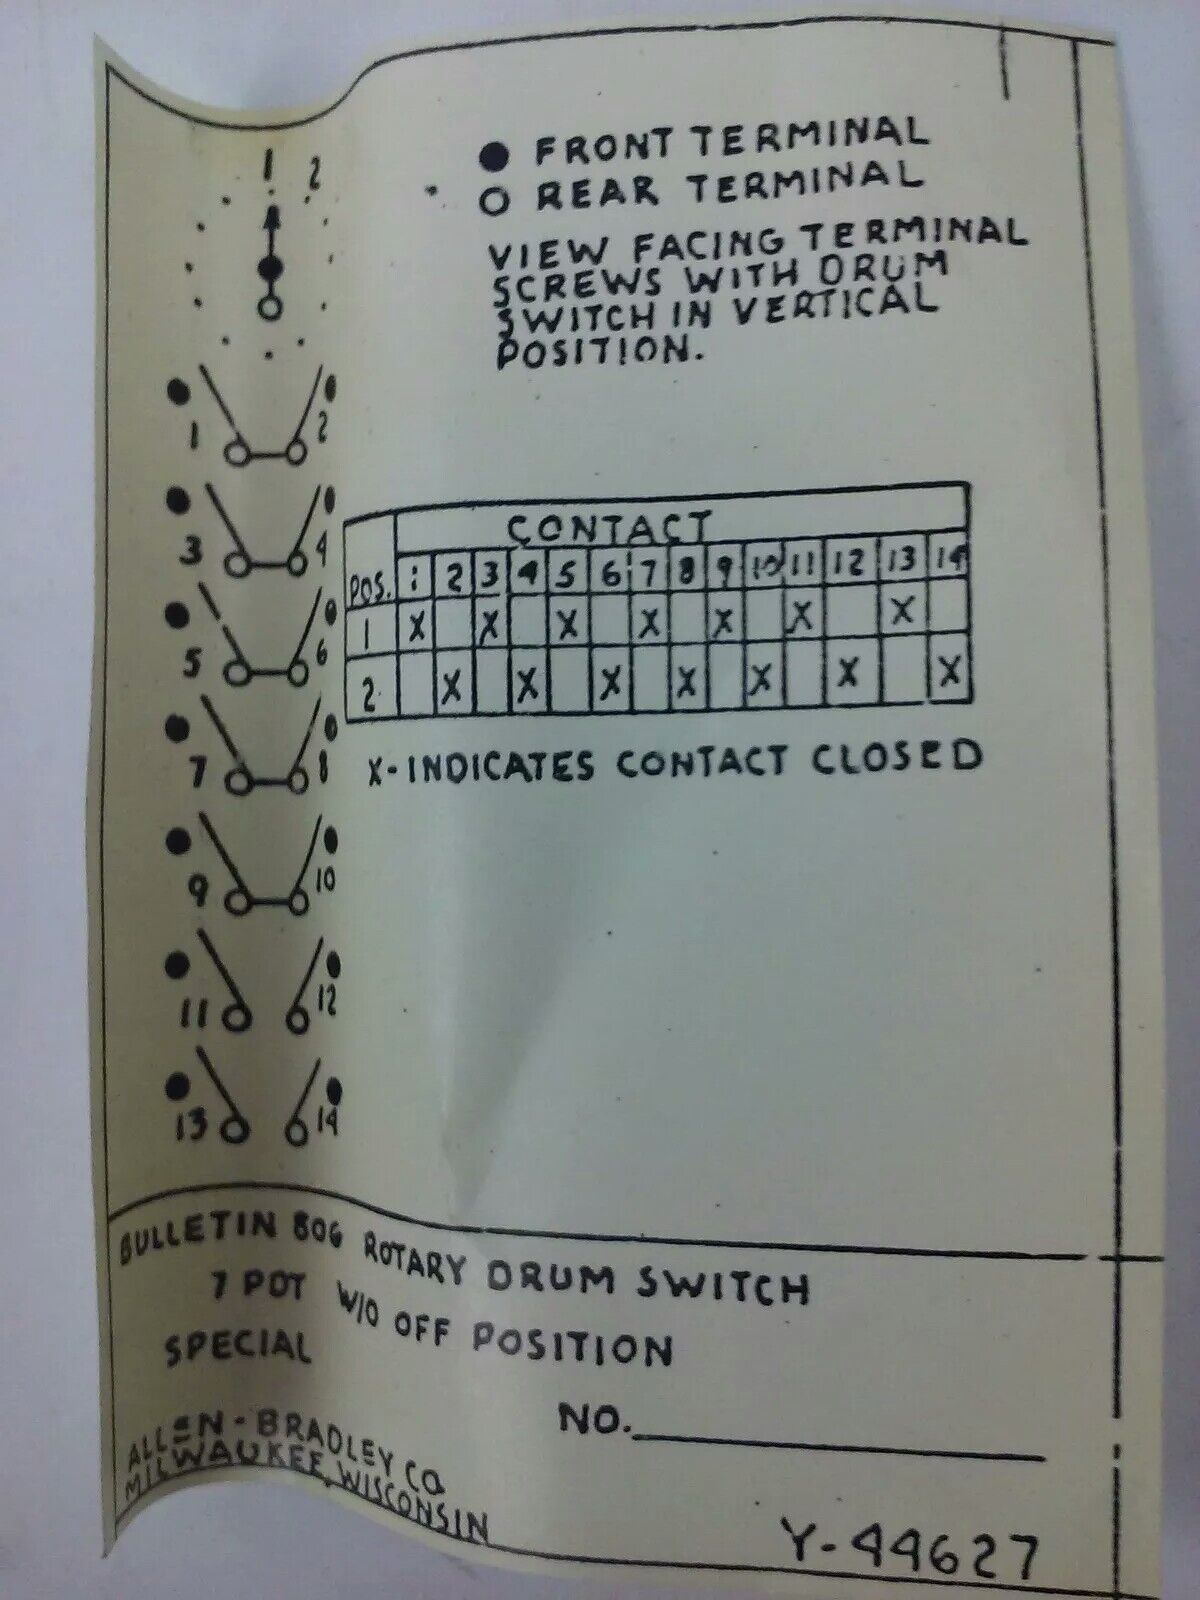 1 2
● FRONT TERMINAL
○ REAR TERMINAL
VIEW FACING TERMINAL
SCREWS WITH DRUM
SWITCH IN VERTICAL
POSITION.
1 2
3 4
5 6
7 8
9 10
11 12
13 14
CONTACT
POS. 1 2 3 4 5 6 7 8 9 10 11 12 13 14
1 X X X X X X X
2 X X X X X X X
X-INDICATES CONTACT CLOSED
BULLETIN 806 ROTARY DRUM SWITCH
7 POT W/O OFF POSITION
SPECIAL
NO.
ALLEN-BRADLEY CO
MILWAUKEE, WISCONSIN
Y-44627